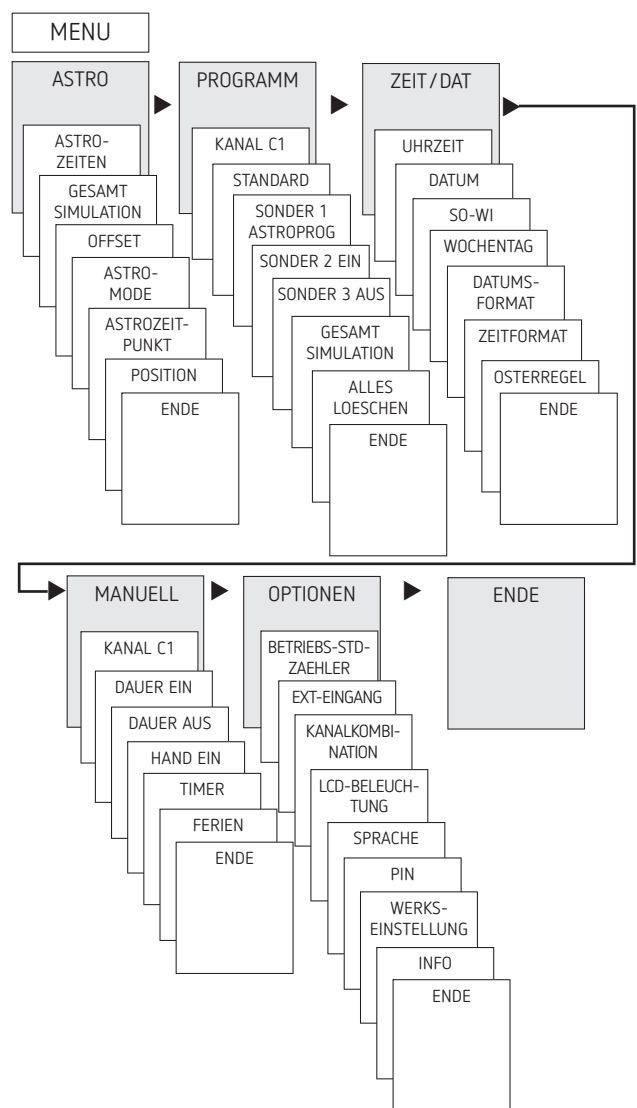 MENU
ASTRO
ASTRO-
ZEITEN
GESAMT
SIMULATION
OFFSET
ASTRO-
MODE
ASTROZEIT-
PUNKT
POSITION
ENDE
PROGRAMM
KANAL C1
STANDARD
SONDER 1
ASTROPROG
SONDER 2 EIN
SONDER 3 AUS
GESAMT
SIMULATION
ALLES
LOESCHEN
ENDE
ZEIT/DAT
UHRZEIT
DATUM
SO-WI
WOCHENTAG
DATUMS-
FORMAT
ZEITFORMAT
OSTERREGEL
ENDE
MANUELL
KANAL C1
DAUER EIN
DAUER AUS
HAND EIN
TIMER
FERIEN
ENDE
OPTIONEN
BETRIEBS-STD-
ZAEHLER
EXT-EINGANG
KANALKOMBI-
NATION
LCD-BELEUCH-
TUNG
SPRACHE
PIN
WERKS-
EINSTELLUNG
INFO
ENDE
ENDE